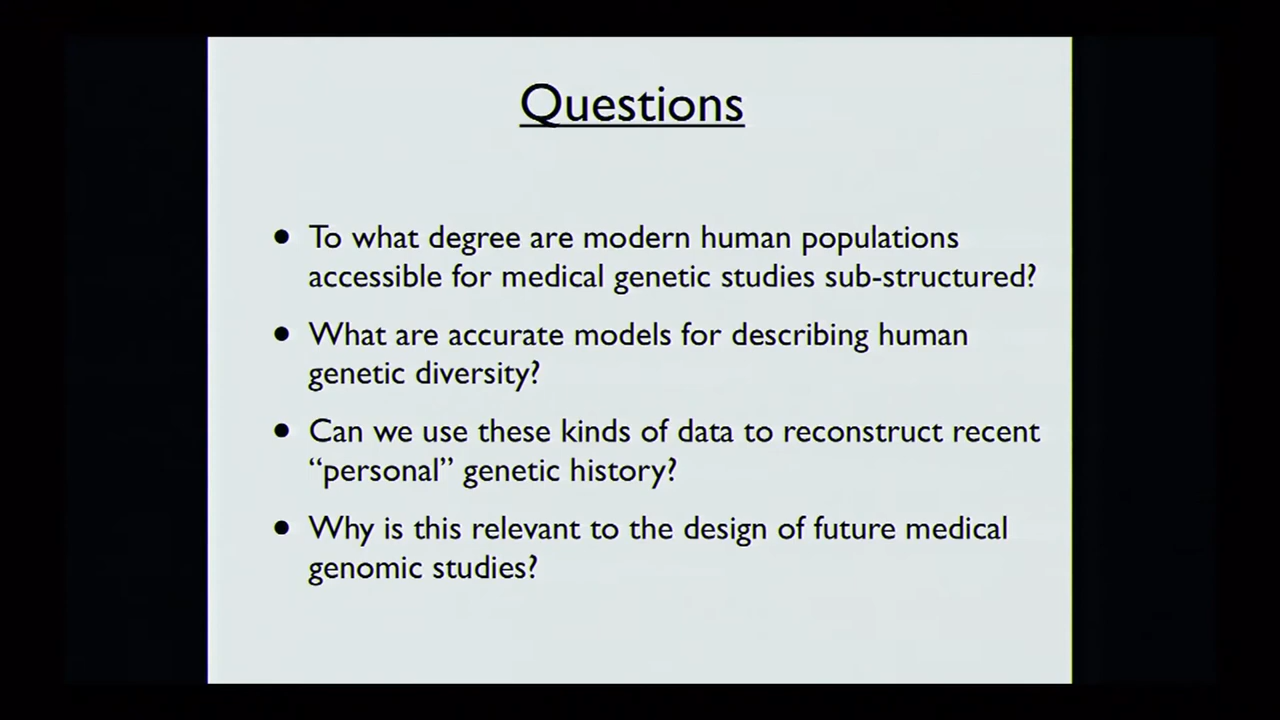 Questions
• To what degree are modern human populations
accessible for medical genetic studies sub-structured?
• What are accurate models for describing human
genetic diversity?
• Can we use these kinds of data to reconstruct recent
“personal” genetic history?
• Why is this relevant to the design of future medical
genomic studies?